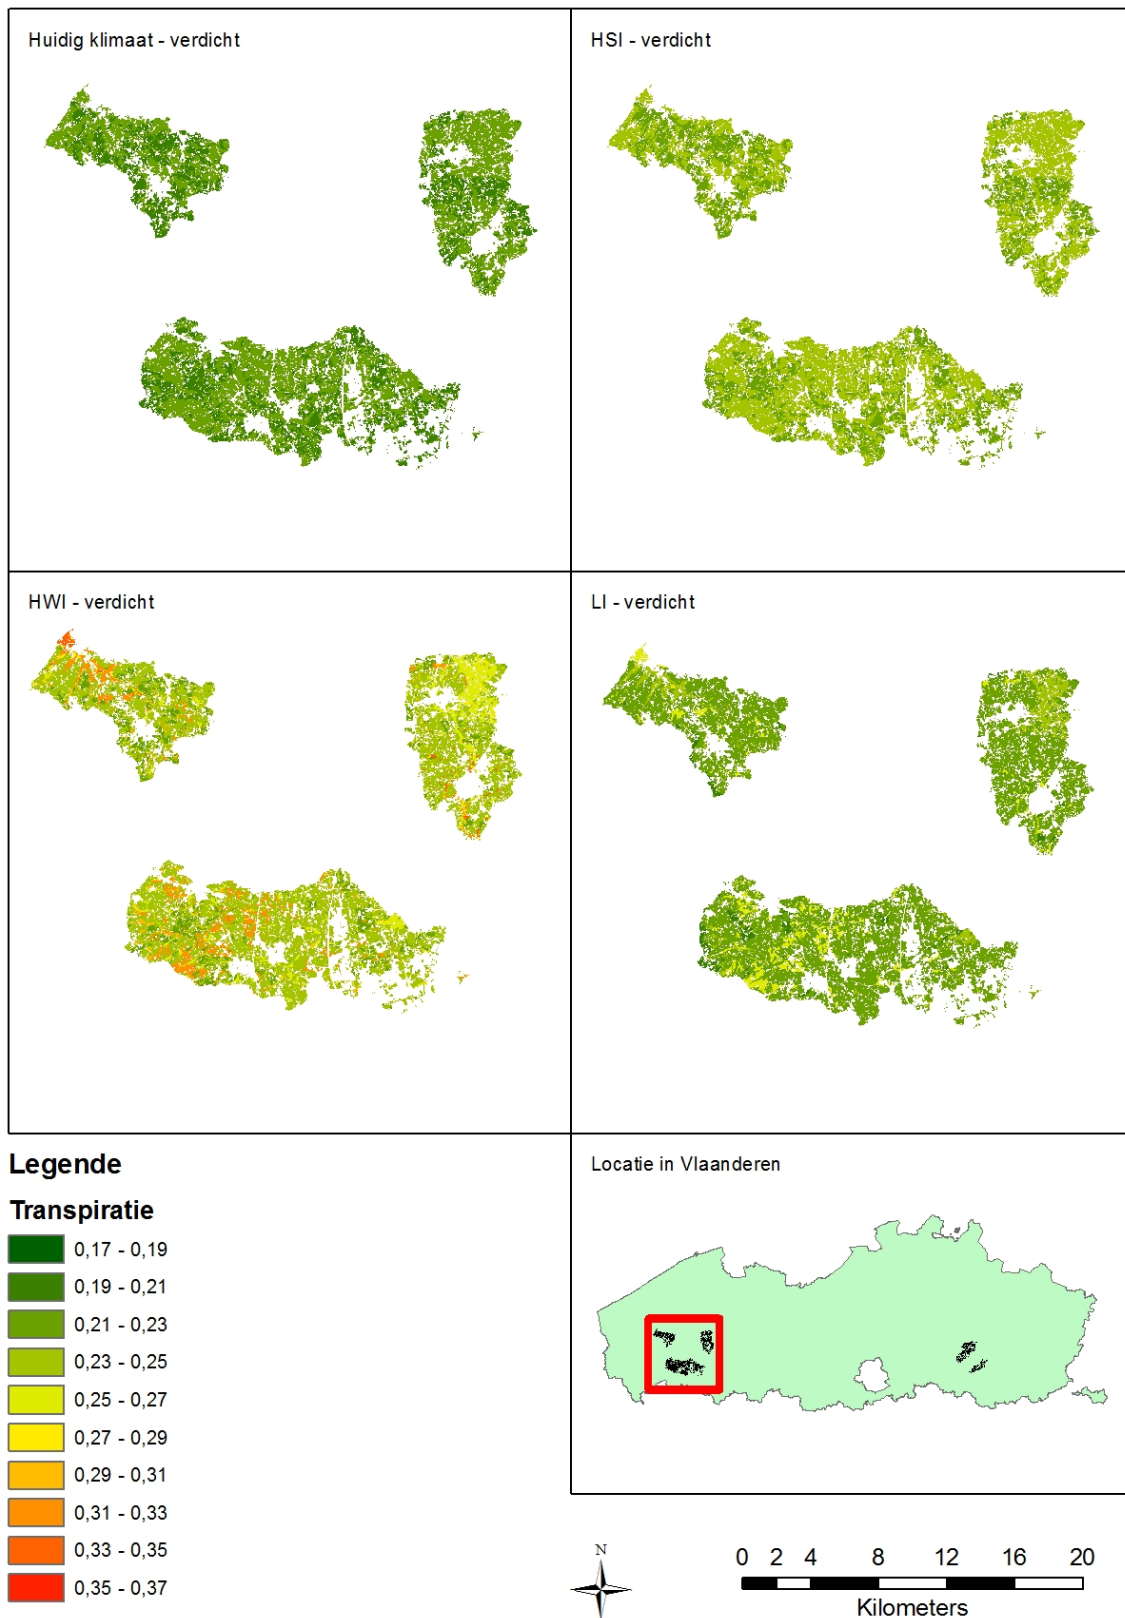 Huidig klimaat - verdicht
HSI - verdicht
HWI - verdicht
LI - verdicht
Legende
Transpiratie
0,17 - 0,19
0,19 - 0,21
0,21 - 0,23
0,23 - 0,25
0,25 - 0,27
0,27 - 0,29
0,29 - 0,31
0,31 - 0,33
0,33 - 0,35
0,35 - 0,37
Locatie in Vlaanderen
N
0 2 4 8 12 16 20
Kilometers